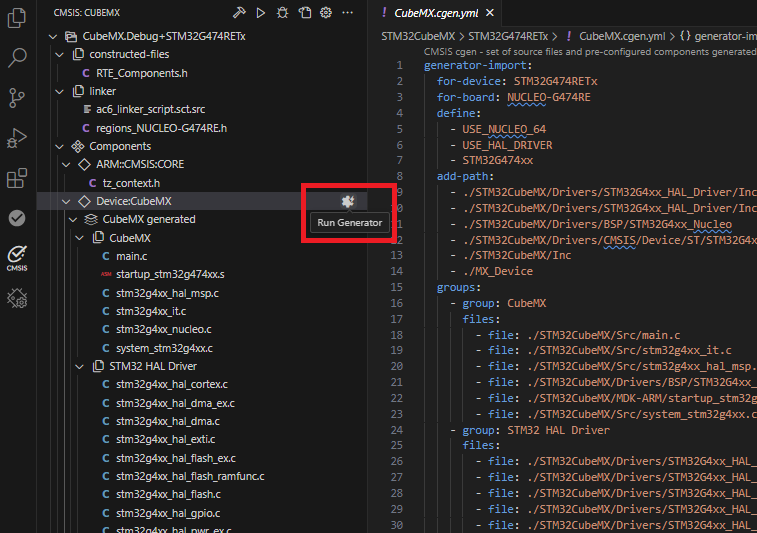 CMSIS: CUBEMX
CubeMX.Debug+STM32G474RETx
constructed-files
C RTE_Components.h
linker
ac6_linker_script.sct.src
C regions_NUCLEO-G474RE.h
Components
ARM::CMSIS:CORE
C tz_context.h
Device:CubeMX
Run Generator
CubeMX generated
CubeMX
C main.c
startup_stm32g474xx.s
C stm32g4xx_hal_msp.c
C stm32g4xx_it.c
C stm32g4xx_nucleo.c
C system_stm32g4xx.c
STM32 HAL Driver
C stm32g4xx_hal_cortex.c
C stm32g4xx_hal_dma_ex.c
C stm32g4xx_hal_dma.c
C stm32g4xx_hal_exti.c
C stm32g4xx_hal_flash_ex.c
C stm32g4xx_hal_flash_ramfunc.c
C stm32g4xx_hal_flash.c
C stm32g4xx_hal_gpio.c
C stm32g4xx_hal_pwr_ex.c
CMSIS
! CubeMX.cgen.yml ×
STM32CubeMX > STM32G474RETx > ! CubeMX.cgen.yml > {} generator-im
CMSIS cgen - set of source files and pre-configured components generated
1 generator-import:
2 for-device: STM32G474RETx
3 for-board: NUCLEO-G474RE
4 define:
5 - USE_NUCLEO_64
6 - USE_HAL_DRIVER
7 - STM32G474xx
8 add-path:
9 - ./STM32CubeMX/Drivers/STM32G4xx_HAL_Driver/Inc
10 - ./STM32CubeMX/Drivers/STM32G4xx_HAL_Driver/Inc
11 - ./STM32CubeMX/Drivers/BSP/STM32G4xx_Nucleo
12 - ./STM32CubeMX/Drivers/CMSIS/Device/ST/STM32G4x
13 - ./STM32CubeMX/Inc
14 - ./MX_Device
15 groups:
16 - group: CubeMX
17 files:
18 - file: ./STM32CubeMX/Src/main.c
19 - file: ./STM32CubeMX/Src/stm32g4xx_it.c
20 - file: ./STM32CubeMX/Src/stm32g4xx_hal_msp.
21 - file: ./STM32CubeMX/Drivers/BSP/STM32G4xx_
22 - file: ./STM32CubeMX/MDK-ARM/startup_stm32g
23 - file: ./STM32CubeMX/Src/system_stm32g4xx.c
24 - group: STM32 HAL Driver
25 files:
26 - file: ./STM32CubeMX/Drivers/STM32G4xx_HAL_
27 - file: ./STM32CubeMX/Drivers/STM32G4xx_HAL_
28 - file: ./STM32CubeMX/Drivers/STM32G4xx_HAL_
29 - file: ./STM32CubeMX/Drivers/STM32G4xx_HAL_
30 - file: ./STM32CubeMX/Drivers/STM32G4xx_HAL_